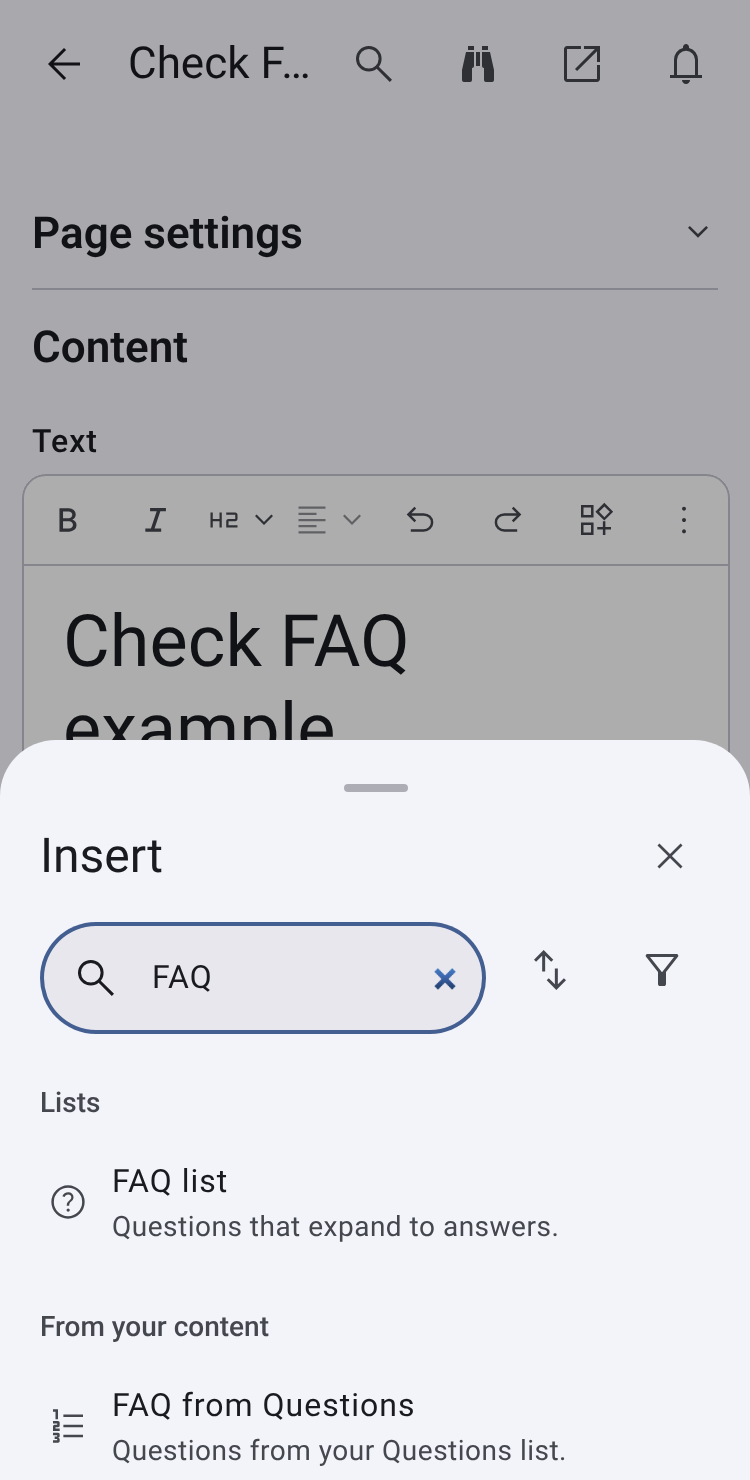 Check F...
Page settings
Content
Text
B I H2
Check FAQ
example
Insert
FAQ
Lists
FAQ list
Questions that expand to answers.
From your content
FAQ from Questions
Questions from your Questions list.